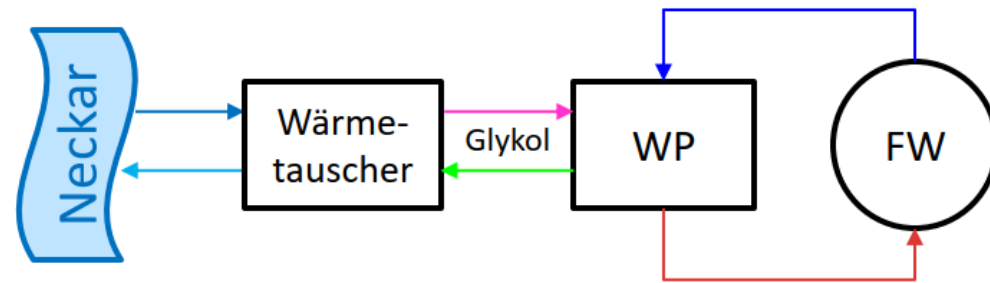 Neckar
Wärme-
tauscher
Glykol
WP
FW